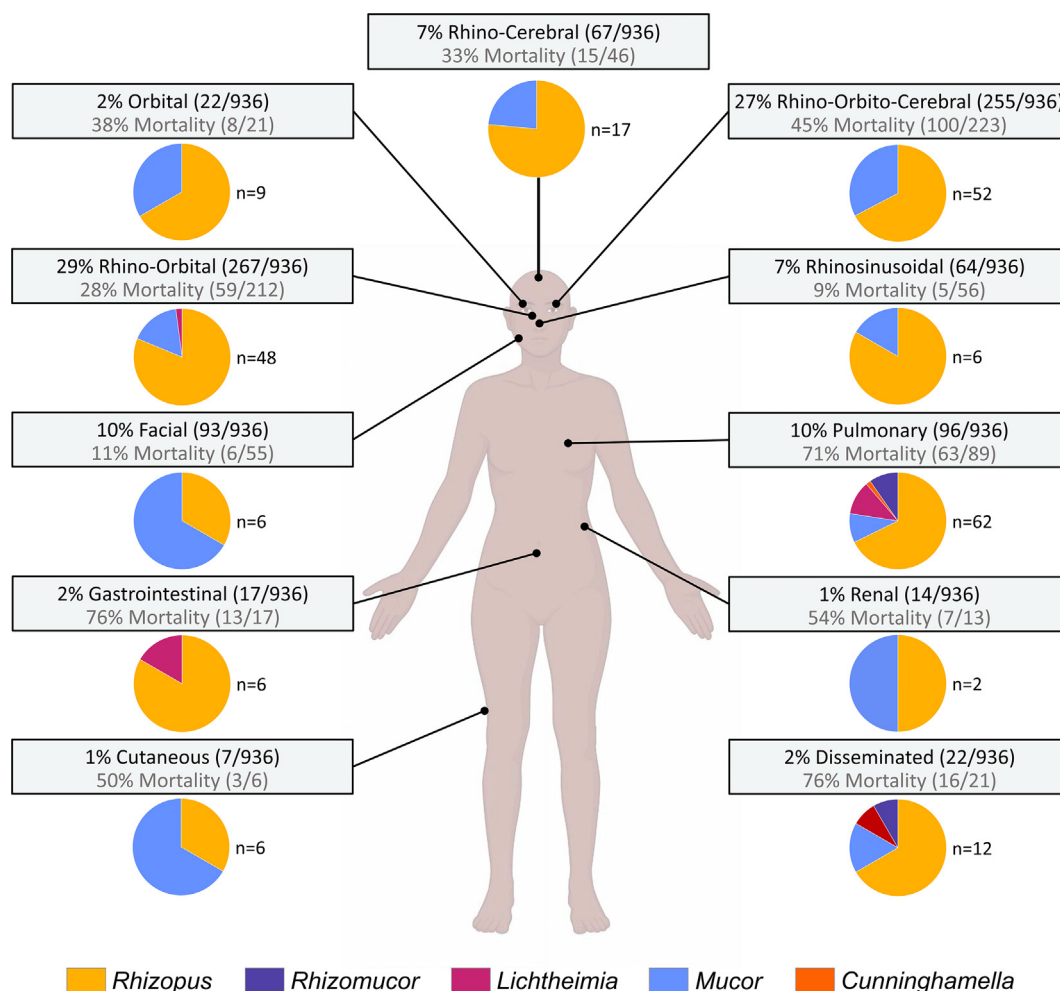 7% Rhino-Cerebral (67/936)
33% Mortality (15/46)
n=17
2% Orbital (22/936)
38% Mortality (8/21)
n=9
27% Rhino-Orbito-Cerebral (255/936)
45% Mortality (100/223)
n=52
29% Rhino-Orbital (267/936)
28% Mortality (59/212)
n=48
7% Rhinosinusoidal (64/936)
9% Mortality (5/56)
n=6
10% Facial (93/936)
11% Mortality (6/55)
n=6
10% Pulmonary (96/936)
71% Mortality (63/89)
n=62
2% Gastrointestinal (17/936)
76% Mortality (13/17)
n=6
1% Renal (14/936)
54% Mortality (7/13)
n=2
1% Cutaneous (7/936)
50% Mortality (3/6)
n=6
2% Disseminated (22/936)
76% Mortality (16/21)
n=12
Rhizopus Rhizomucor Lichtheimia Mucor Cunninghamella